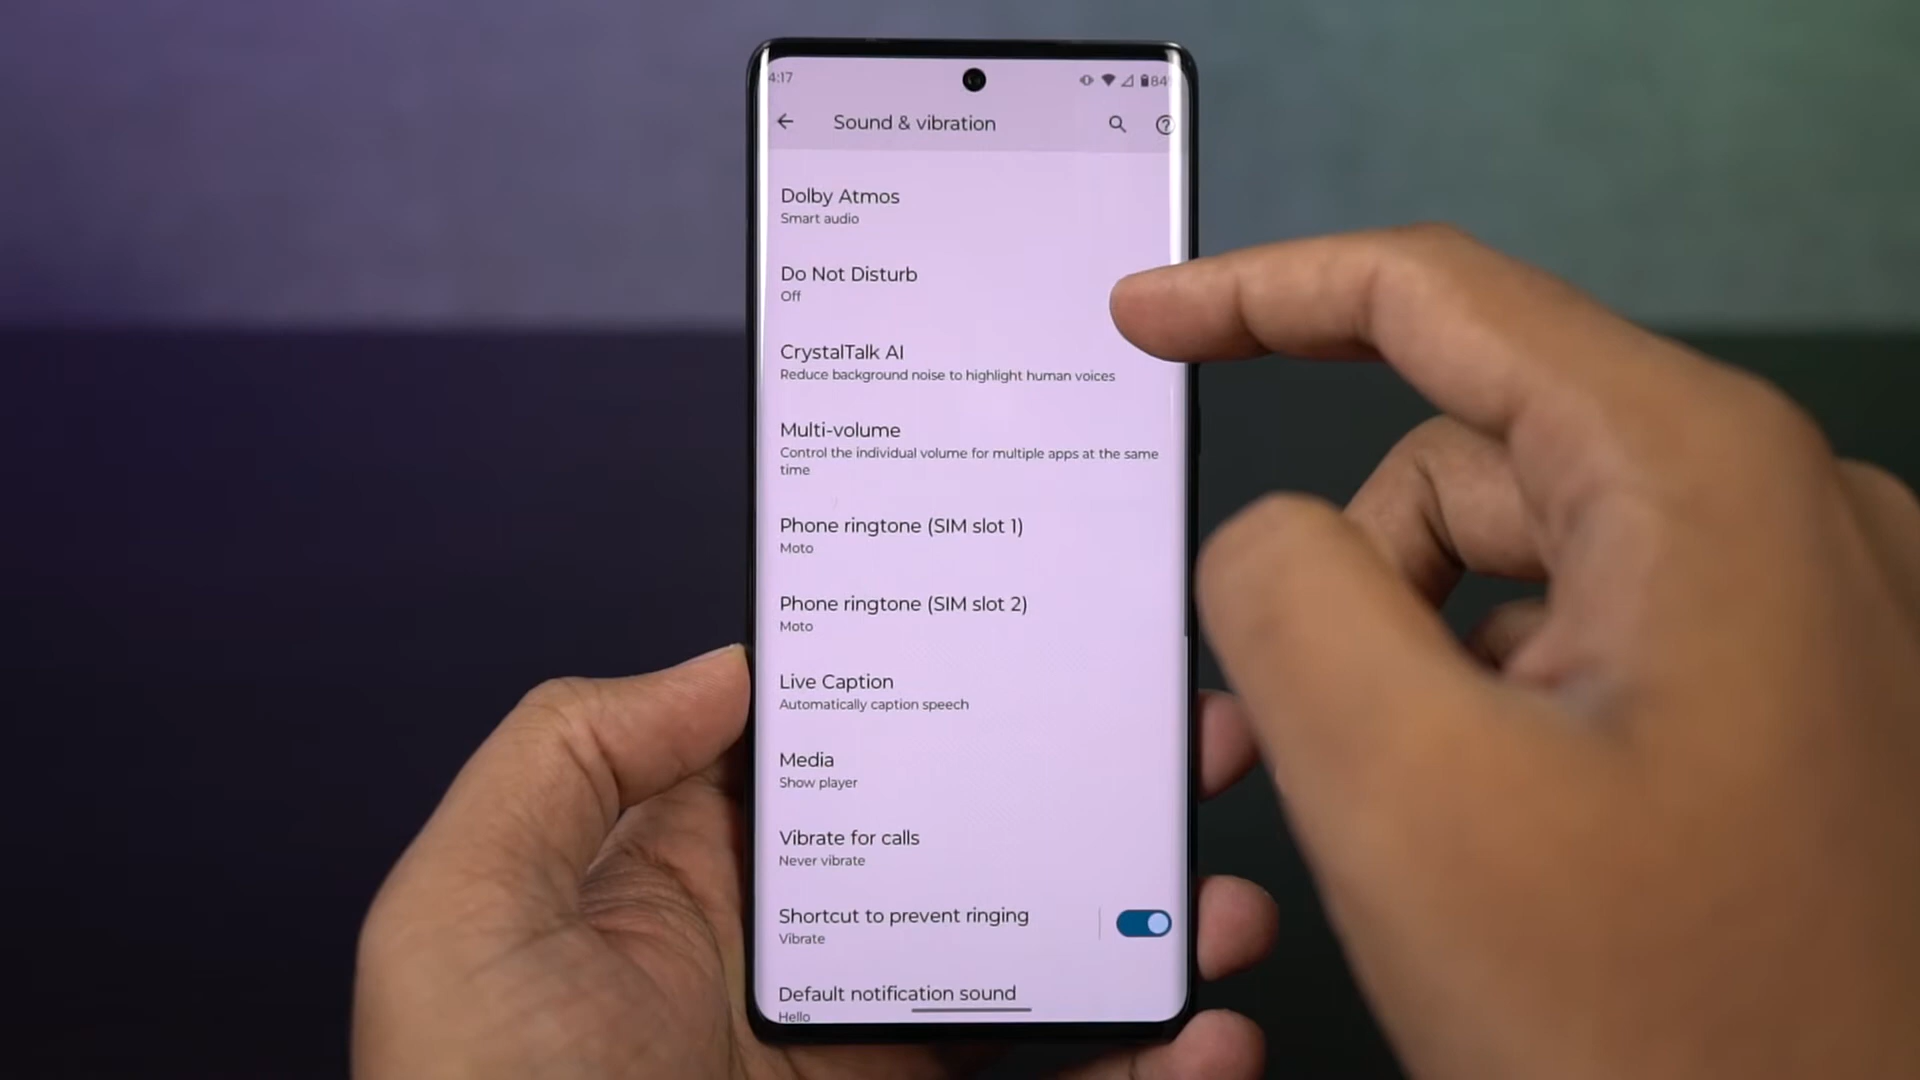 4:17
84
Sound & vibration
Dolby Atmos
Smart audio
Do Not Disturb
Off
CrystalTalk AI
Reduce background noise to highlight human voices
Multi-volume
Control the individual volume for multiple apps at the same
time
Phone ringtone (SIM slot 1)
Moto
Phone ringtone (SIM slot 2)
Moto
Live Caption
Automatically caption speech
Media
Show player
Vibrate for calls
Never vibrate
Shortcut to prevent ringing
Vibrate
Default notification sound
Hello